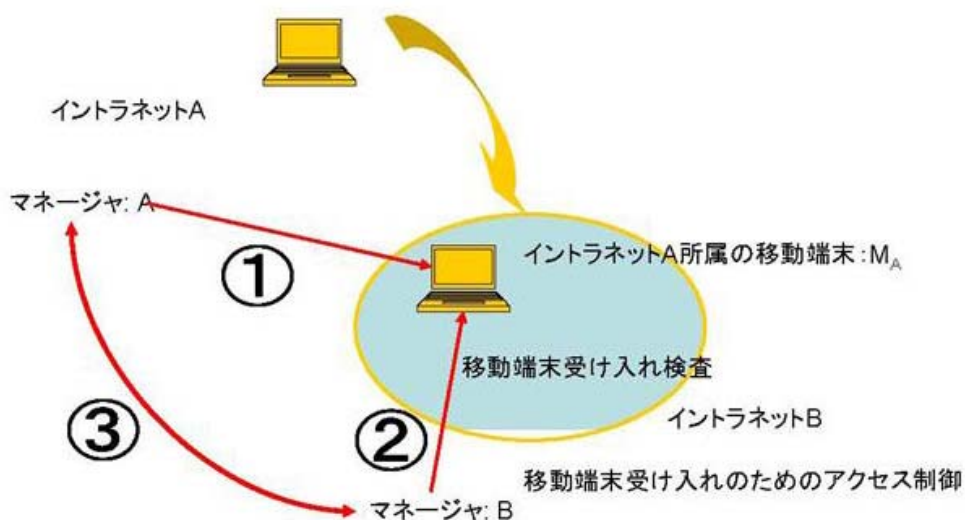 イントラネットA
マネージャ: A
イントラネットA所属の移動端末:MA
①
移動端末受け入れ検査
③
②
イントラネットB
移動端末受け入れのためのアクセス制御
マネージャ: B